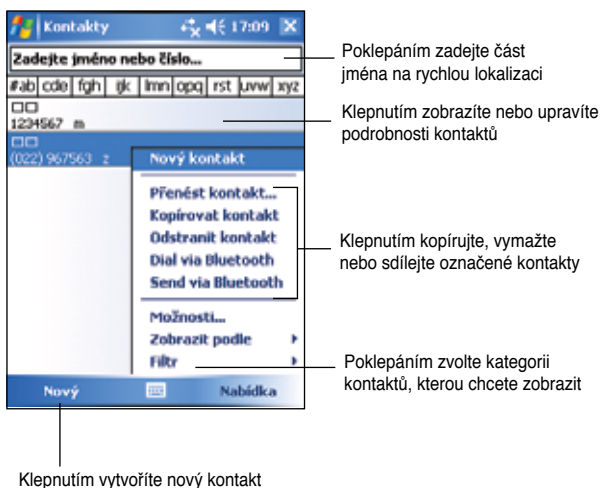 Kontakty 17:09
Zadejte jméno nebo číslo...
#ab cde fgh ijk lmn opq rst uvw xyz
1234567 m
(022) 967563 z
Nový kontakt
Přenést kontakt...
Kopírovat kontakt
Odstranit kontakt
Dial via Bluetooth
Send via Bluetooth
Možnosti...
Zobrazit podle
Filtr
Nový Nabídka
Poklepáním zadejte část
jména na rychlou lokalizaci
Klepnutím zobrazíte nebo upravíte
podrobnosti kontaktů
Klepnutím kopírujte, vymažte
nebo sdílejte označené kontakty
Poklepáním zvolte kategorii
kontaktů, kterou chcete zobrazit
Klepnutím vytvoříte nový kontakt